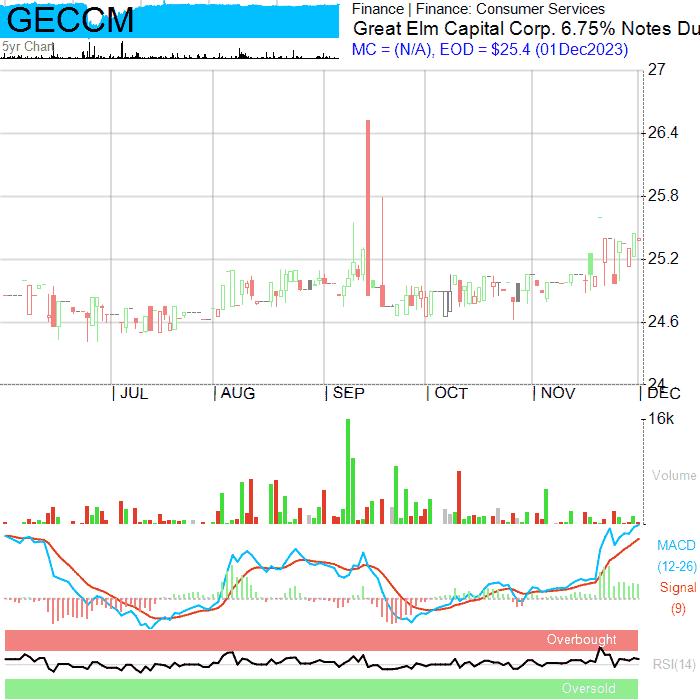 GECCM
Finance | Finance: Consumer Services
Great Elm Capital Corp. 6.75% Notes Du
5yr Chart
MC = (N/A), EOD = $25.4 (01Dec2023)
27
26.4
25.8
25.2
24.6
24
| JUL | AUG | SEP | OCT | NOV | DEC
16k
Volume
MACD
(12-26)
Signal
(9)
Overbought
RSI(14)
Oversold